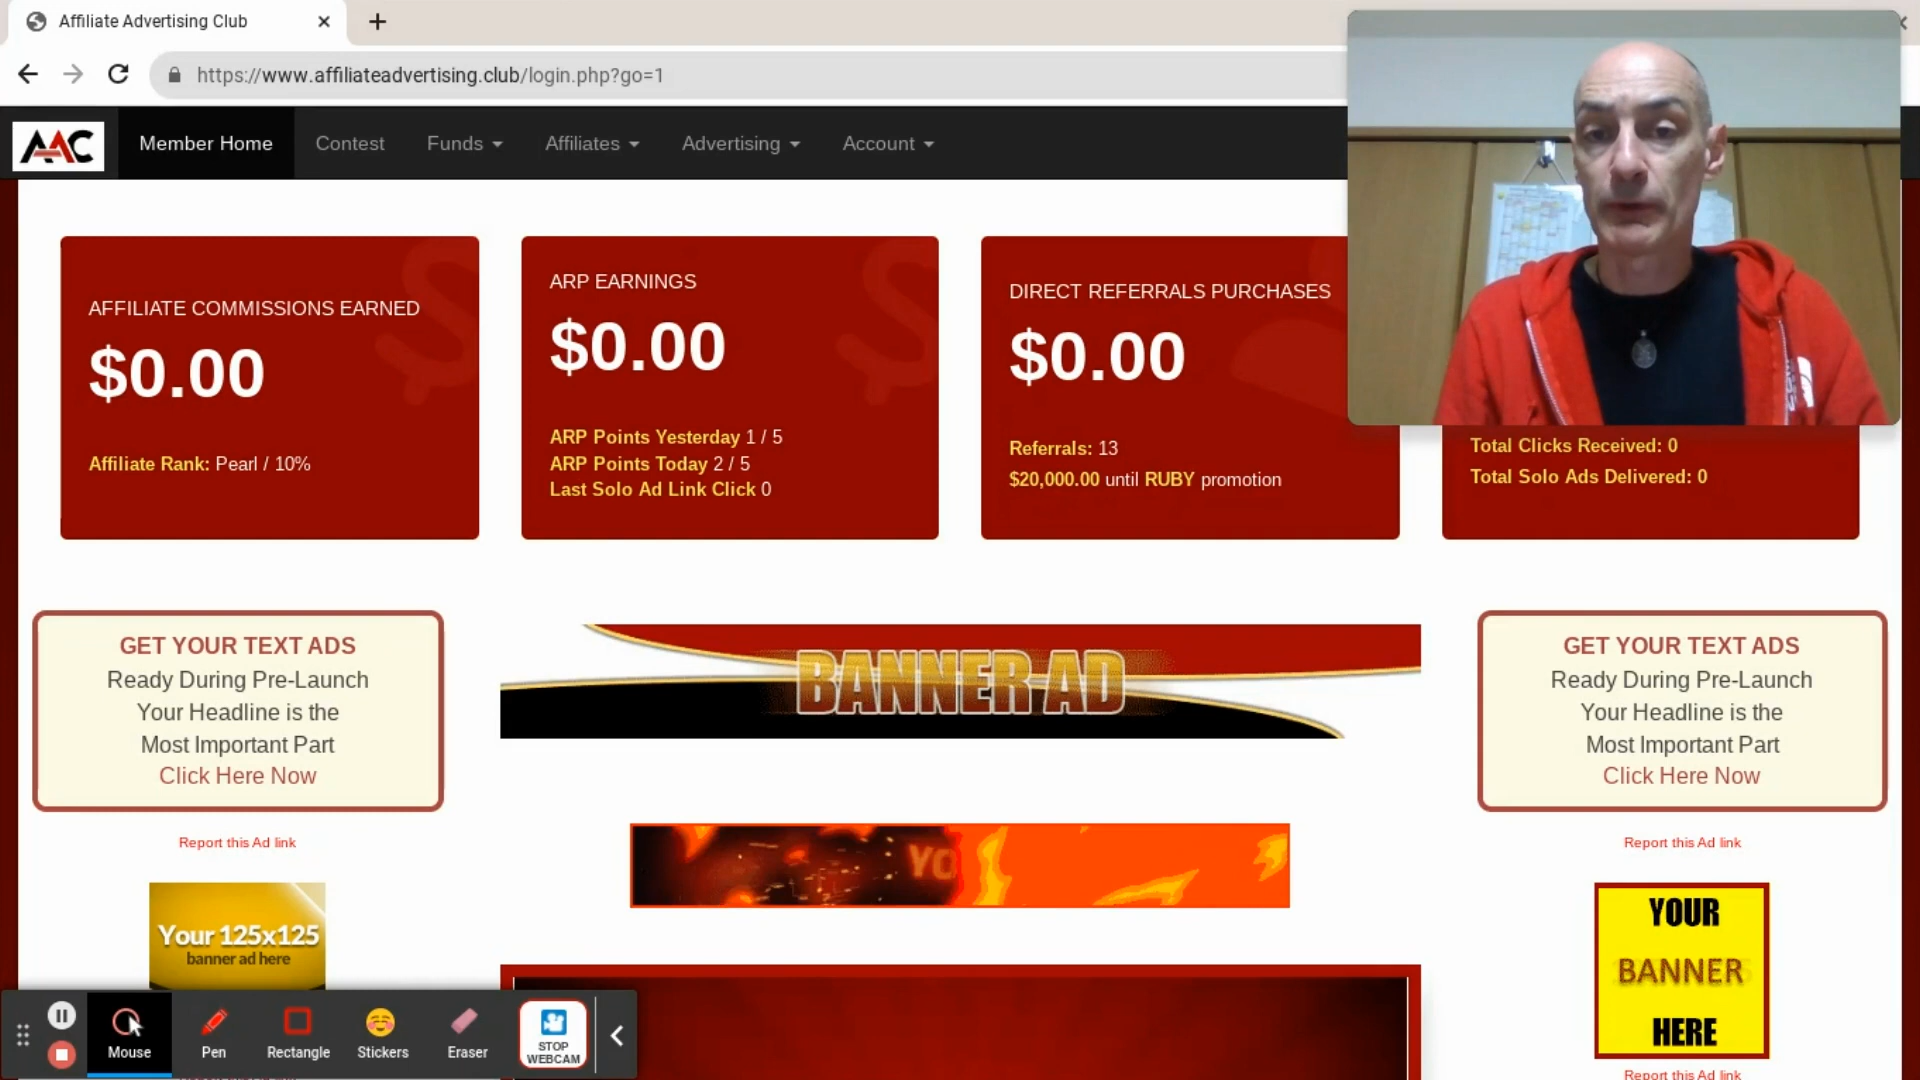 Affiliate Advertising Club
https://www.affiliateadvertising.club/login.php?go=1
AAC
Member Home
Contest
Funds
Affiliates
Advertising
Account
AFFILIATE COMMISSIONS EARNED
$0.00
Affiliate Rank: Pearl / 10%
ARP EARNINGS
$0.00
ARP Points Yesterday 1 / 5
ARP Points Today 2 / 5
Last Solo Ad Link Click 0
DIRECT REFERRALS PURCHASES
$0.00
Referrals: 13
$20,000.00 until RUBY promotion
Total Clicks Received: 0
Total Solo Ads Delivered: 0
GET YOUR TEXT ADS
Ready During Pre-Launch
Your Headline is the
Most Important Part
Click Here Now
Report this Ad link
Your 125x125
banner ad here
BANNER AD
YO
GET YOUR TEXT ADS
Ready During Pre-Launch
Your Headline is the
Most Important Part
Click Here Now
Report this Ad link
YOUR
BANNER
HERE
Report this Ad link
Mouse
Pen
Rectangle
Stickers
Eraser
STOP
WEBCAM